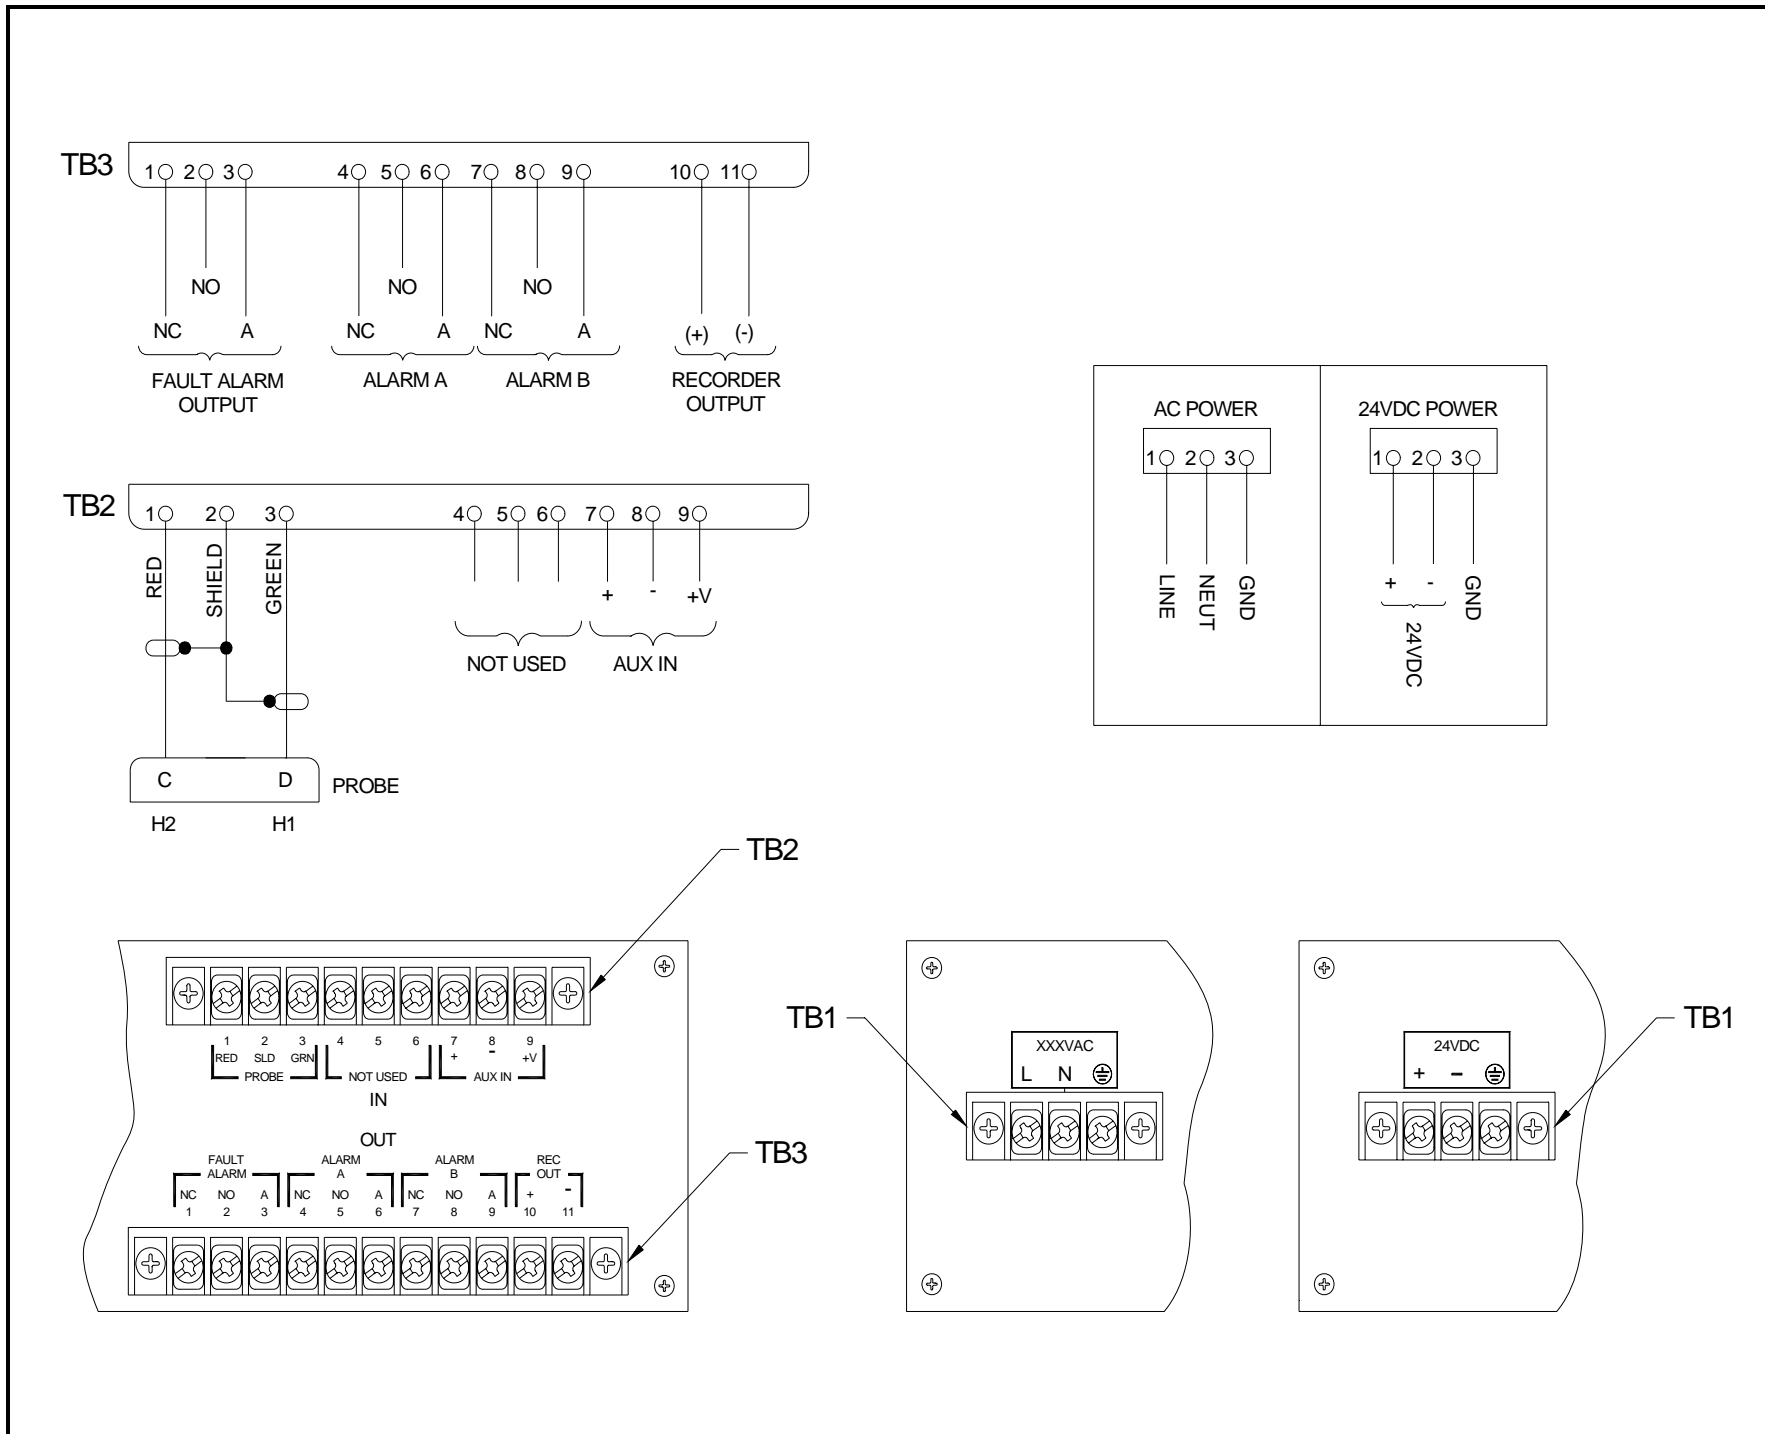 TB3
1 2 3 4 5 6 7 8 9 10 11
NO NO NO
NC A NC A NC A (+) (-)
FAULT ALARM OUTPUT
ALARM A
ALARM B
RECORDER OUTPUT
AC POWER
1 2 3
LINE NEUT GND
24VDC POWER
1 2 3
+ - GND
24VDC
TB2
1 2 3 4 5 6 7 8 9
RED SHIELD GREEN
+ - +V
NOT USED AUX IN
C D PROBE
H2 H1
TB2
1 2 3 4 5 6 7 8 9
RED SLD GRN + - +V
PROBE NOT USED AUX IN
IN
OUT
FAULT ALARM
ALARM A
ALARM B
REC OUT
NC NO A NC NO A NC NO A + -
1 2 3 4 5 6 7 8 9 10 11
TB3
TB1
XXXVAC
L N
24VDC
+ -
TB1